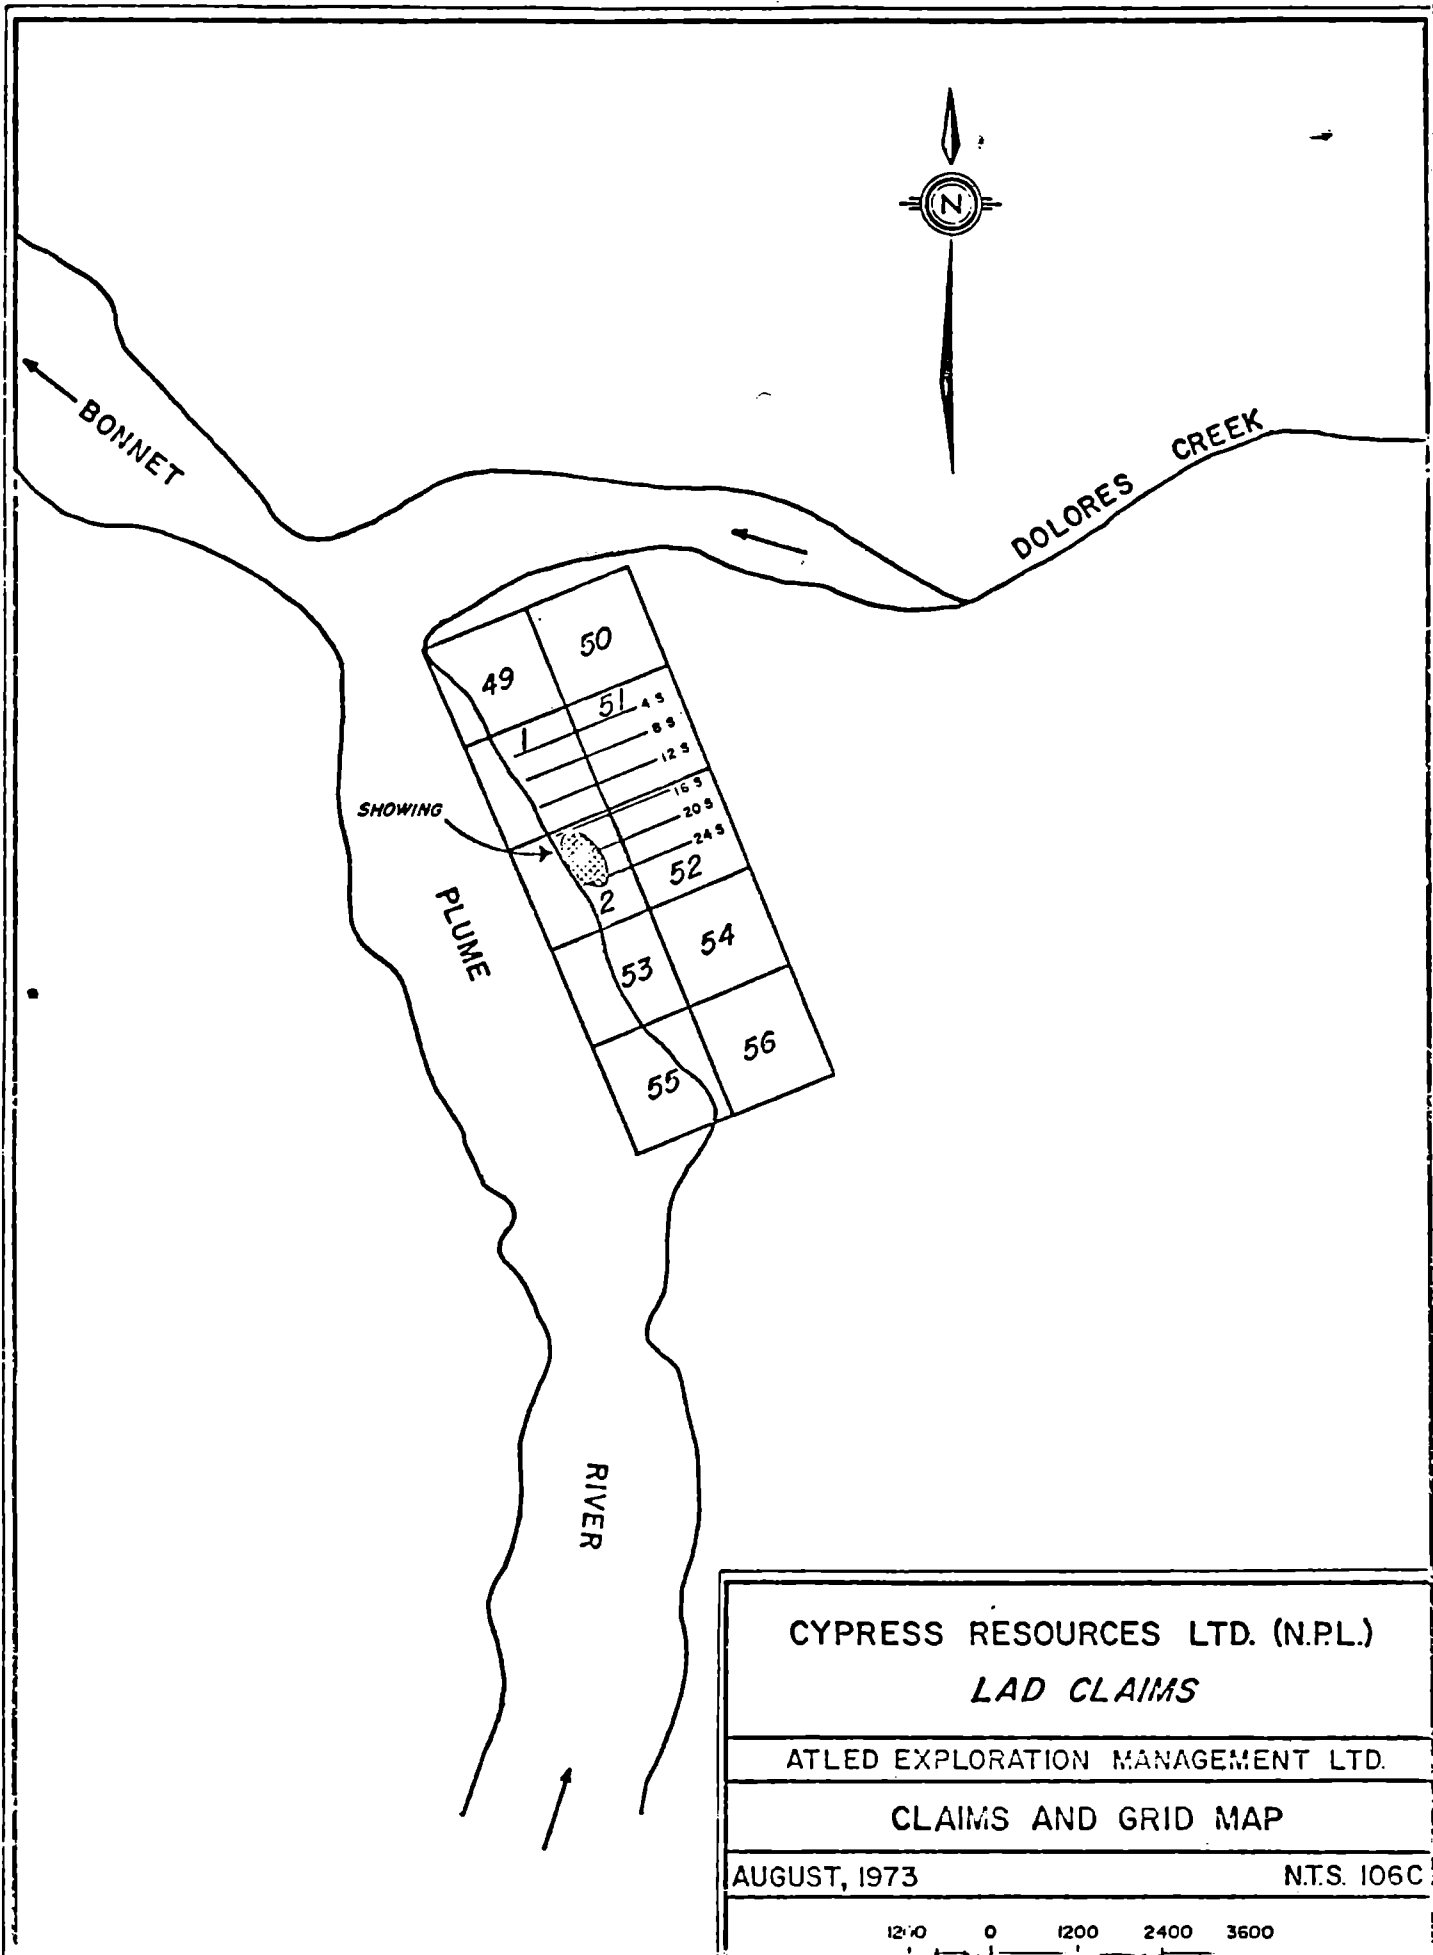 N
BONNET
DOLORES CREEK
50
49
51
4 S
1
8 S
12 S
16 S
SHOWING
20 S
24 S
52
2
PLUME
54
53
56
55
RIVER
CYPRESS RESOURCES LTD. (N.P.L.)
LAD CLAIMS
ATLED EXPLORATION MANAGEMENT LTD.
CLAIMS AND GRID MAP
AUGUST, 1973 N.T.S. 106C
1200 0 1200 2400 3600